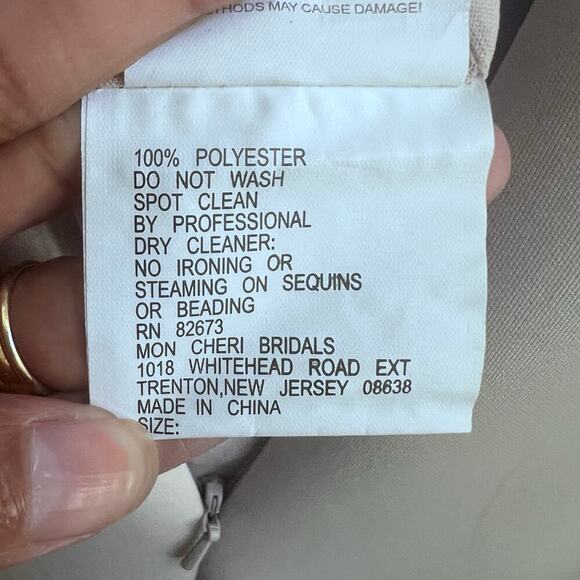 METHODS MAY CAUSE DAMAGE!
100% POLYESTER
DO NOT WASH
SPOT CLEAN
BY PROFESSIONAL
DRY CLEANER:
NO IRONING OR
STEAMING ON SEQUINS
OR BEADING
RN 82673
MON CHERI BRIDALS
1018 WHITEHEAD ROAD EXT
TRENTON,NEW JERSEY 08638
MADE IN CHINA
SIZE: